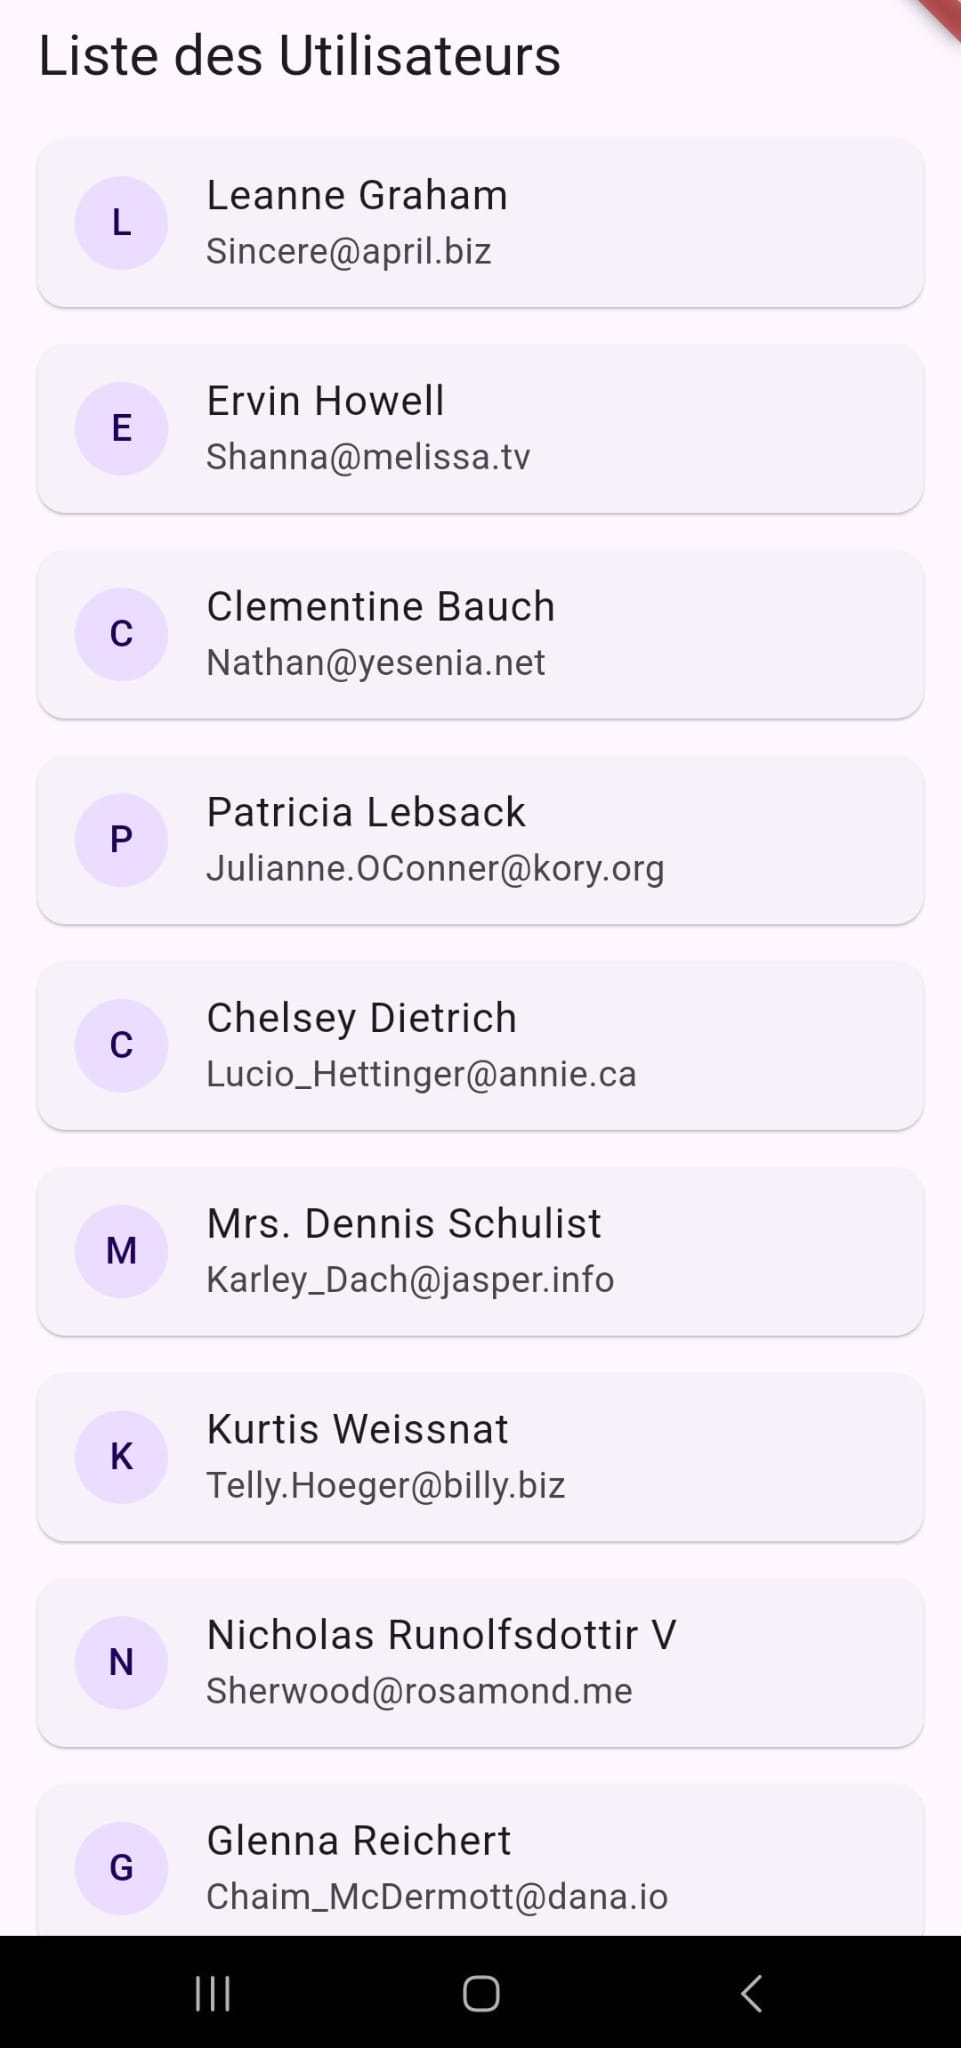 Liste des Utilisateurs
L
Leanne Graham
Sincere@april.biz
E
Ervin Howell
Shanna@melissa.tv
C
Clementine Bauch
Nathan@yesenia.net
P
Patricia Lebsack
Julianne.OConner@kory.org
C
Chelsey Dietrich
Lucio_Hettinger@annie.ca
M
Mrs. Dennis Schulist
Karley_Dach@jasper.info
K
Kurtis Weissnat
Telly.Hoeger@billy.biz
N
Nicholas Runolfsdottir V
Sherwood@rosamond.me
G
Glenna Reichert
Chaim_McDermott@dana.io